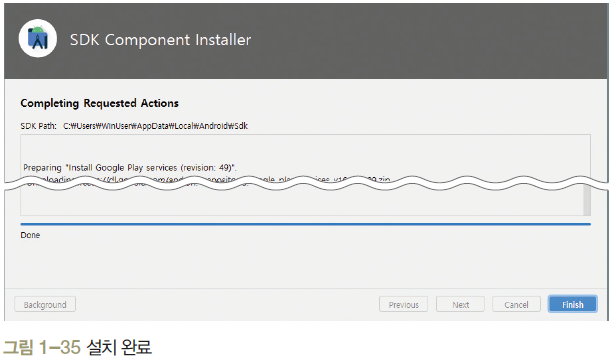 SDK Component Installer
Completing Requested Actions
SDK Path: C:₩Users₩WinUser₩AppData₩Local₩Android₩Sdk
Preparing "Install Google Play services (revision: 49)".
Done
Background
Previous
Next
Cancel
Finish
그림 1-35 설치 완료